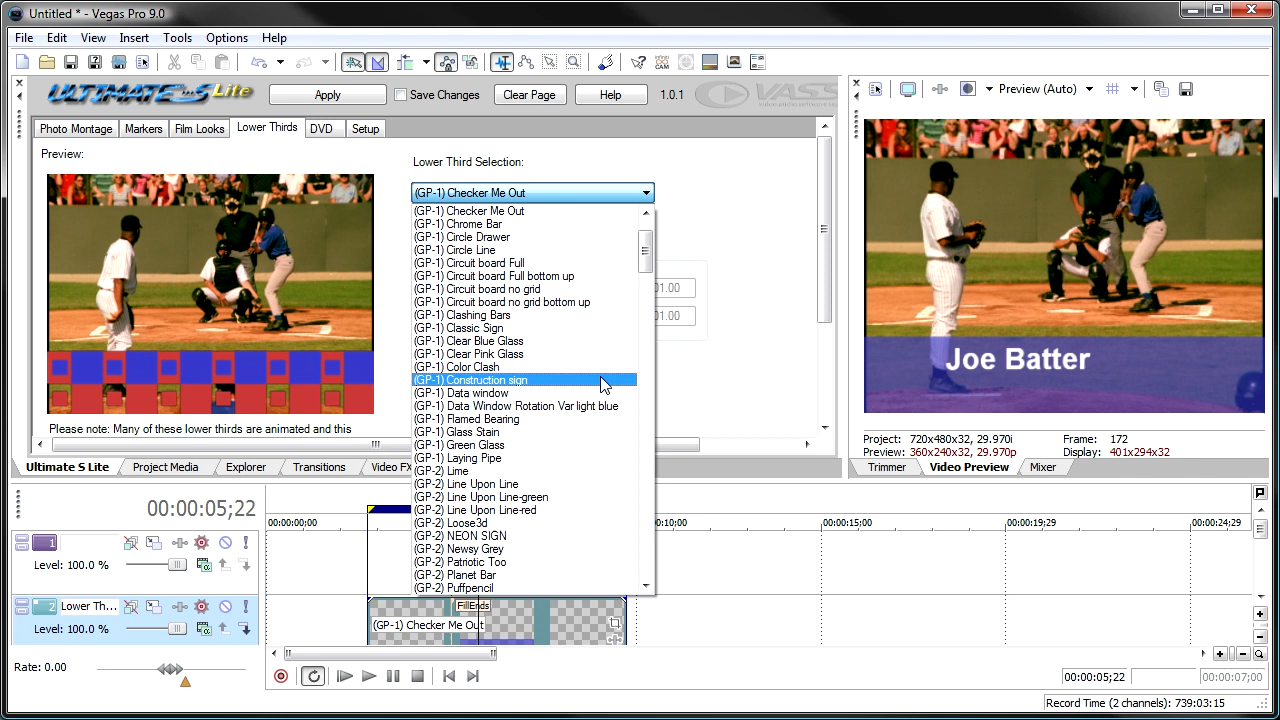 Untitled * - Vegas Pro 9.0
File Edit View Insert Tools Options Help
ULTIMATE S Lite Apply Save Changes Clear Page Help 1.0.1 VASS
Preview (Auto)
Photo Montage Markers Film Looks Lower Thirds DVD Setup
Preview:
Lower Third Selection:
(GP-1) Checker Me Out
(GP-1) Checker Me Out
(GP-1) Chrome Bar
(GP-1) Circle Drawer
(GP-1) Circle Line
(GP-1) Circuit board Full
(GP-1) Circuit board Full bottom up
(GP-1) Circuit board no grid
(GP-1) Circuit board no grid bottom up
(GP-1) Clashing Bars
(GP-1) Classic Sign
(GP-1) Clear Blue Glass
(GP-1) Clear Pink Glass
(GP-1) Color Clash
(GP-1) Construction sign
(GP-1) Data window
(GP-1) Data Window Rotation Var light blue
(GP-1) Flamed Bearing
(GP-1) Glass Stain
(GP-1) Green Glass
(GP-1) Laying Pipe
(GP-2) Lime
(GP-2) Line Upon Line
(GP-2) Line Upon Line-green
(GP-2) Line Upon Line-red
(GP-2) Loose3d
(GP-2) NEON SIGN
(GP-2) Newsy Grey
(GP-2) Patriotic Too
(GP-2) Planet Bar
(GP-2) Puffpencil
01.00
01.00
Please note: Many of these lower thirds are animated and this
Joe Batter
Project: 720x480x32, 29.970i Frame: 172
Preview: 360x240x32, 29.970p Display: 401x294x32
Ultimate S Lite Project Media Explorer Transitions Video FX
Trimmer Video Preview Mixer
00:00:05;22
00:00:00;00 :10;00 00:00:15;00 00:00:19;29 00:00:24;29
1
Level: 100.0 %
2 Lower Th...
Level: 100.0 %
FillEnds
(GP-1) Checker Me Out
Rate: 0.00
00:00:05;22 00:00:07;00
Record Time (2 channels): 739:03:15